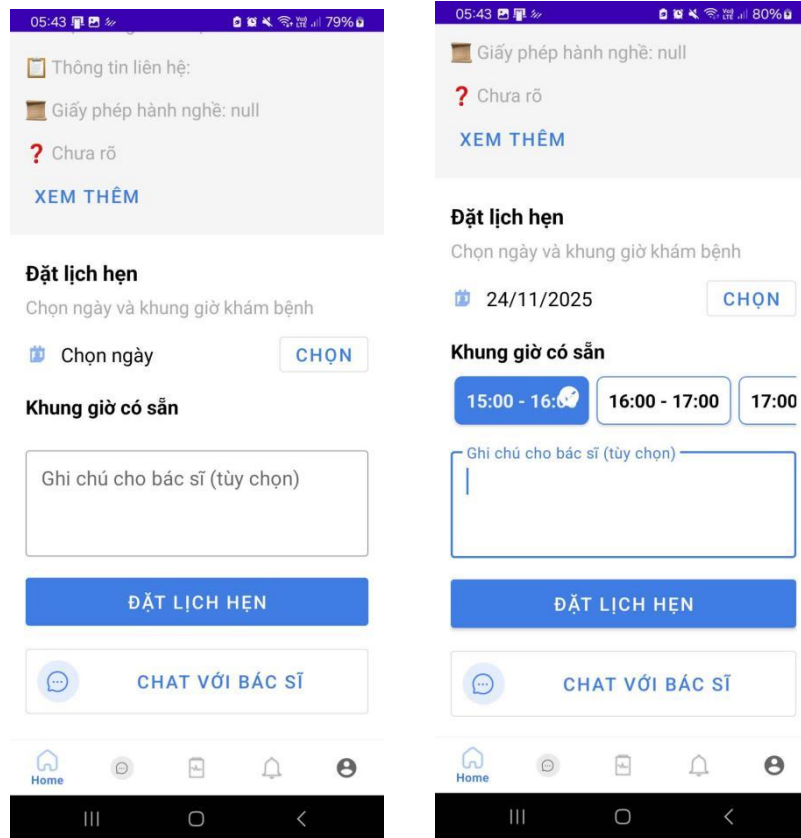 05:43
79%
Thông tin liên hệ:
Giấy phép hành nghề: null
Chưa rõ
XEM THÊM
Đặt lịch hẹn
Chọn ngày và khung giờ khám bệnh
Chọn ngày
CHỌN
Khung giờ có sẵn
Ghi chú cho bác sĩ (tùy chọn)
ĐẶT LỊCH HẸN
CHAT VỚI BÁC SĨ
Home
05:43
80%
Giấy phép hành nghề: null
Chưa rõ
XEM THÊM
Đặt lịch hẹn
Chọn ngày và khung giờ khám bệnh
24/11/2025
CHỌN
Khung giờ có sẵn
15:00 - 16:0
16:00 - 17:00
17:00
Ghi chú cho bác sĩ (tùy chọn)
ĐẶT LỊCH HẸN
CHAT VỚI BÁC SĨ
Home